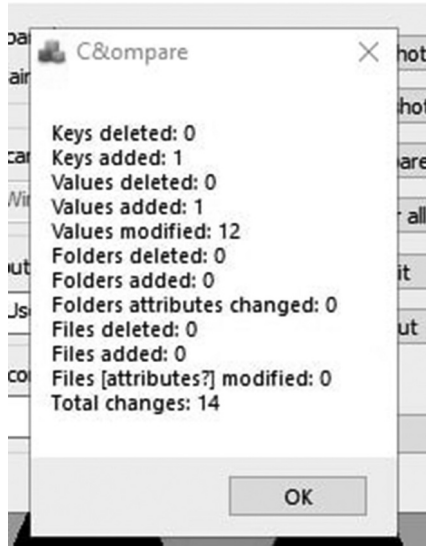 C&ompare
Keys deleted: 0
Keys added: 1
Values deleted: 0
Values added: 1
Values modified: 12
Folders deleted: 0
Folders added: 0
Folders attributes changed: 0
Files deleted: 0
Files added: 0
Files [attributes?] modified: 0
Total changes: 14
OK